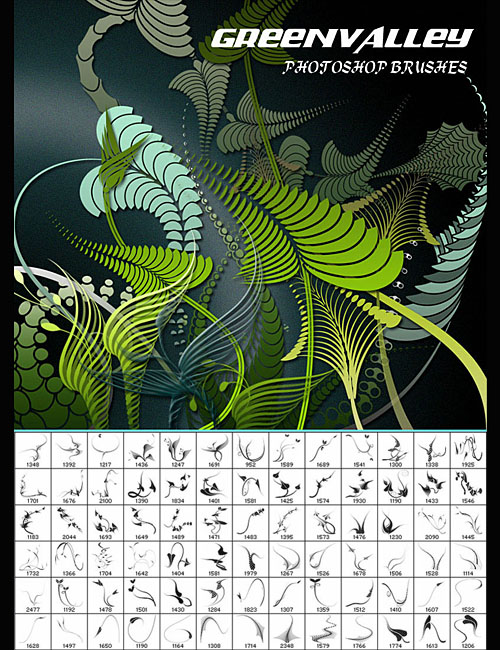 GREENVALLEY
PHOTOSHOP BRUSHES
1348 1392 1217 1436 1247 1691 952 1589 1689 1541 1300 1338 1925
1701 1676 2100 1390 1834 1401 1581 1425 1574 1930 1190 1433 1546
1183 2044 1693 1649 1489 1471 1483 1395 1573 1476 1230 2090 1445
1732 1366 1704 1642 1404 1581 1979 1267 1526 1678 1506 1528 1114
2477 1192 1478 1501 1430 1284 1823 1307 1359 1512 1410 1607 1522
1628 1497 1650 1190 1164 1308 1714 2348 1579 1766 1774 1613 1206